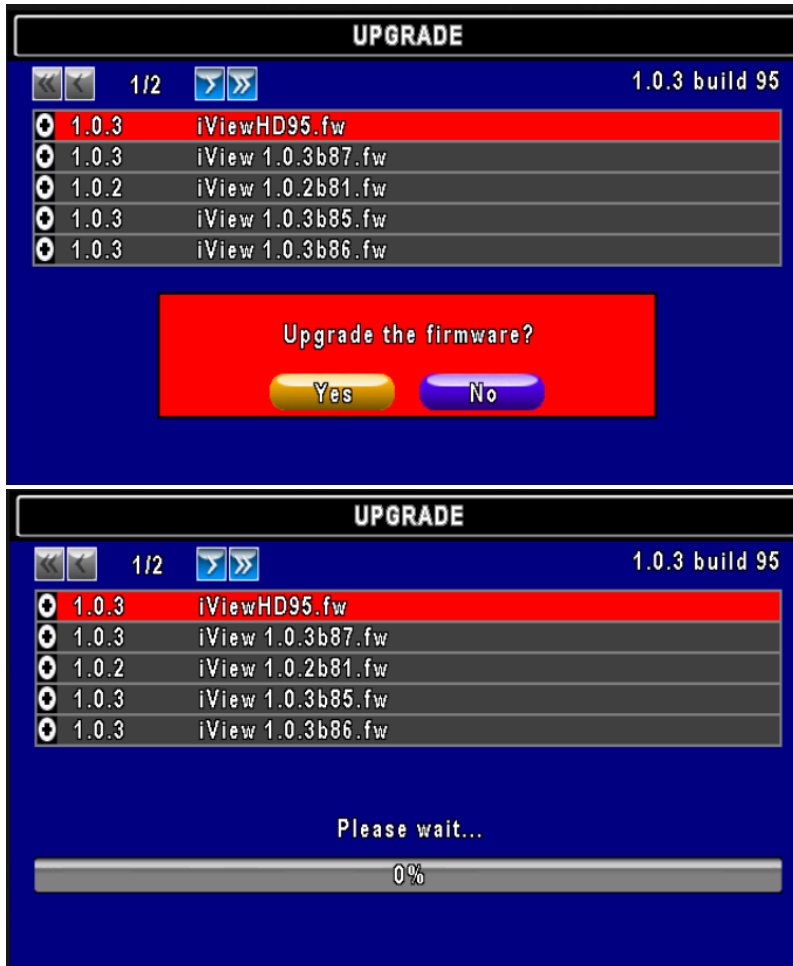 UPGRADE
1/2 1.0.3 build 95
1.0.3 iViewHD95.fw
1.0.3 iView 1.0.3b87.fw
1.0.2 iView 1.0.2b81.fw
1.0.3 iView 1.0.3b85.fw
1.0.3 iView 1.0.3b86.fw
Upgrade the firmware?
Yes No
UPGRADE
1/2 1.0.3 build 95
1.0.3 iViewHD95.fw
1.0.3 iView 1.0.3b87.fw
1.0.2 iView 1.0.2b81.fw
1.0.3 iView 1.0.3b85.fw
1.0.3 iView 1.0.3b86.fw
Please wait...
0%